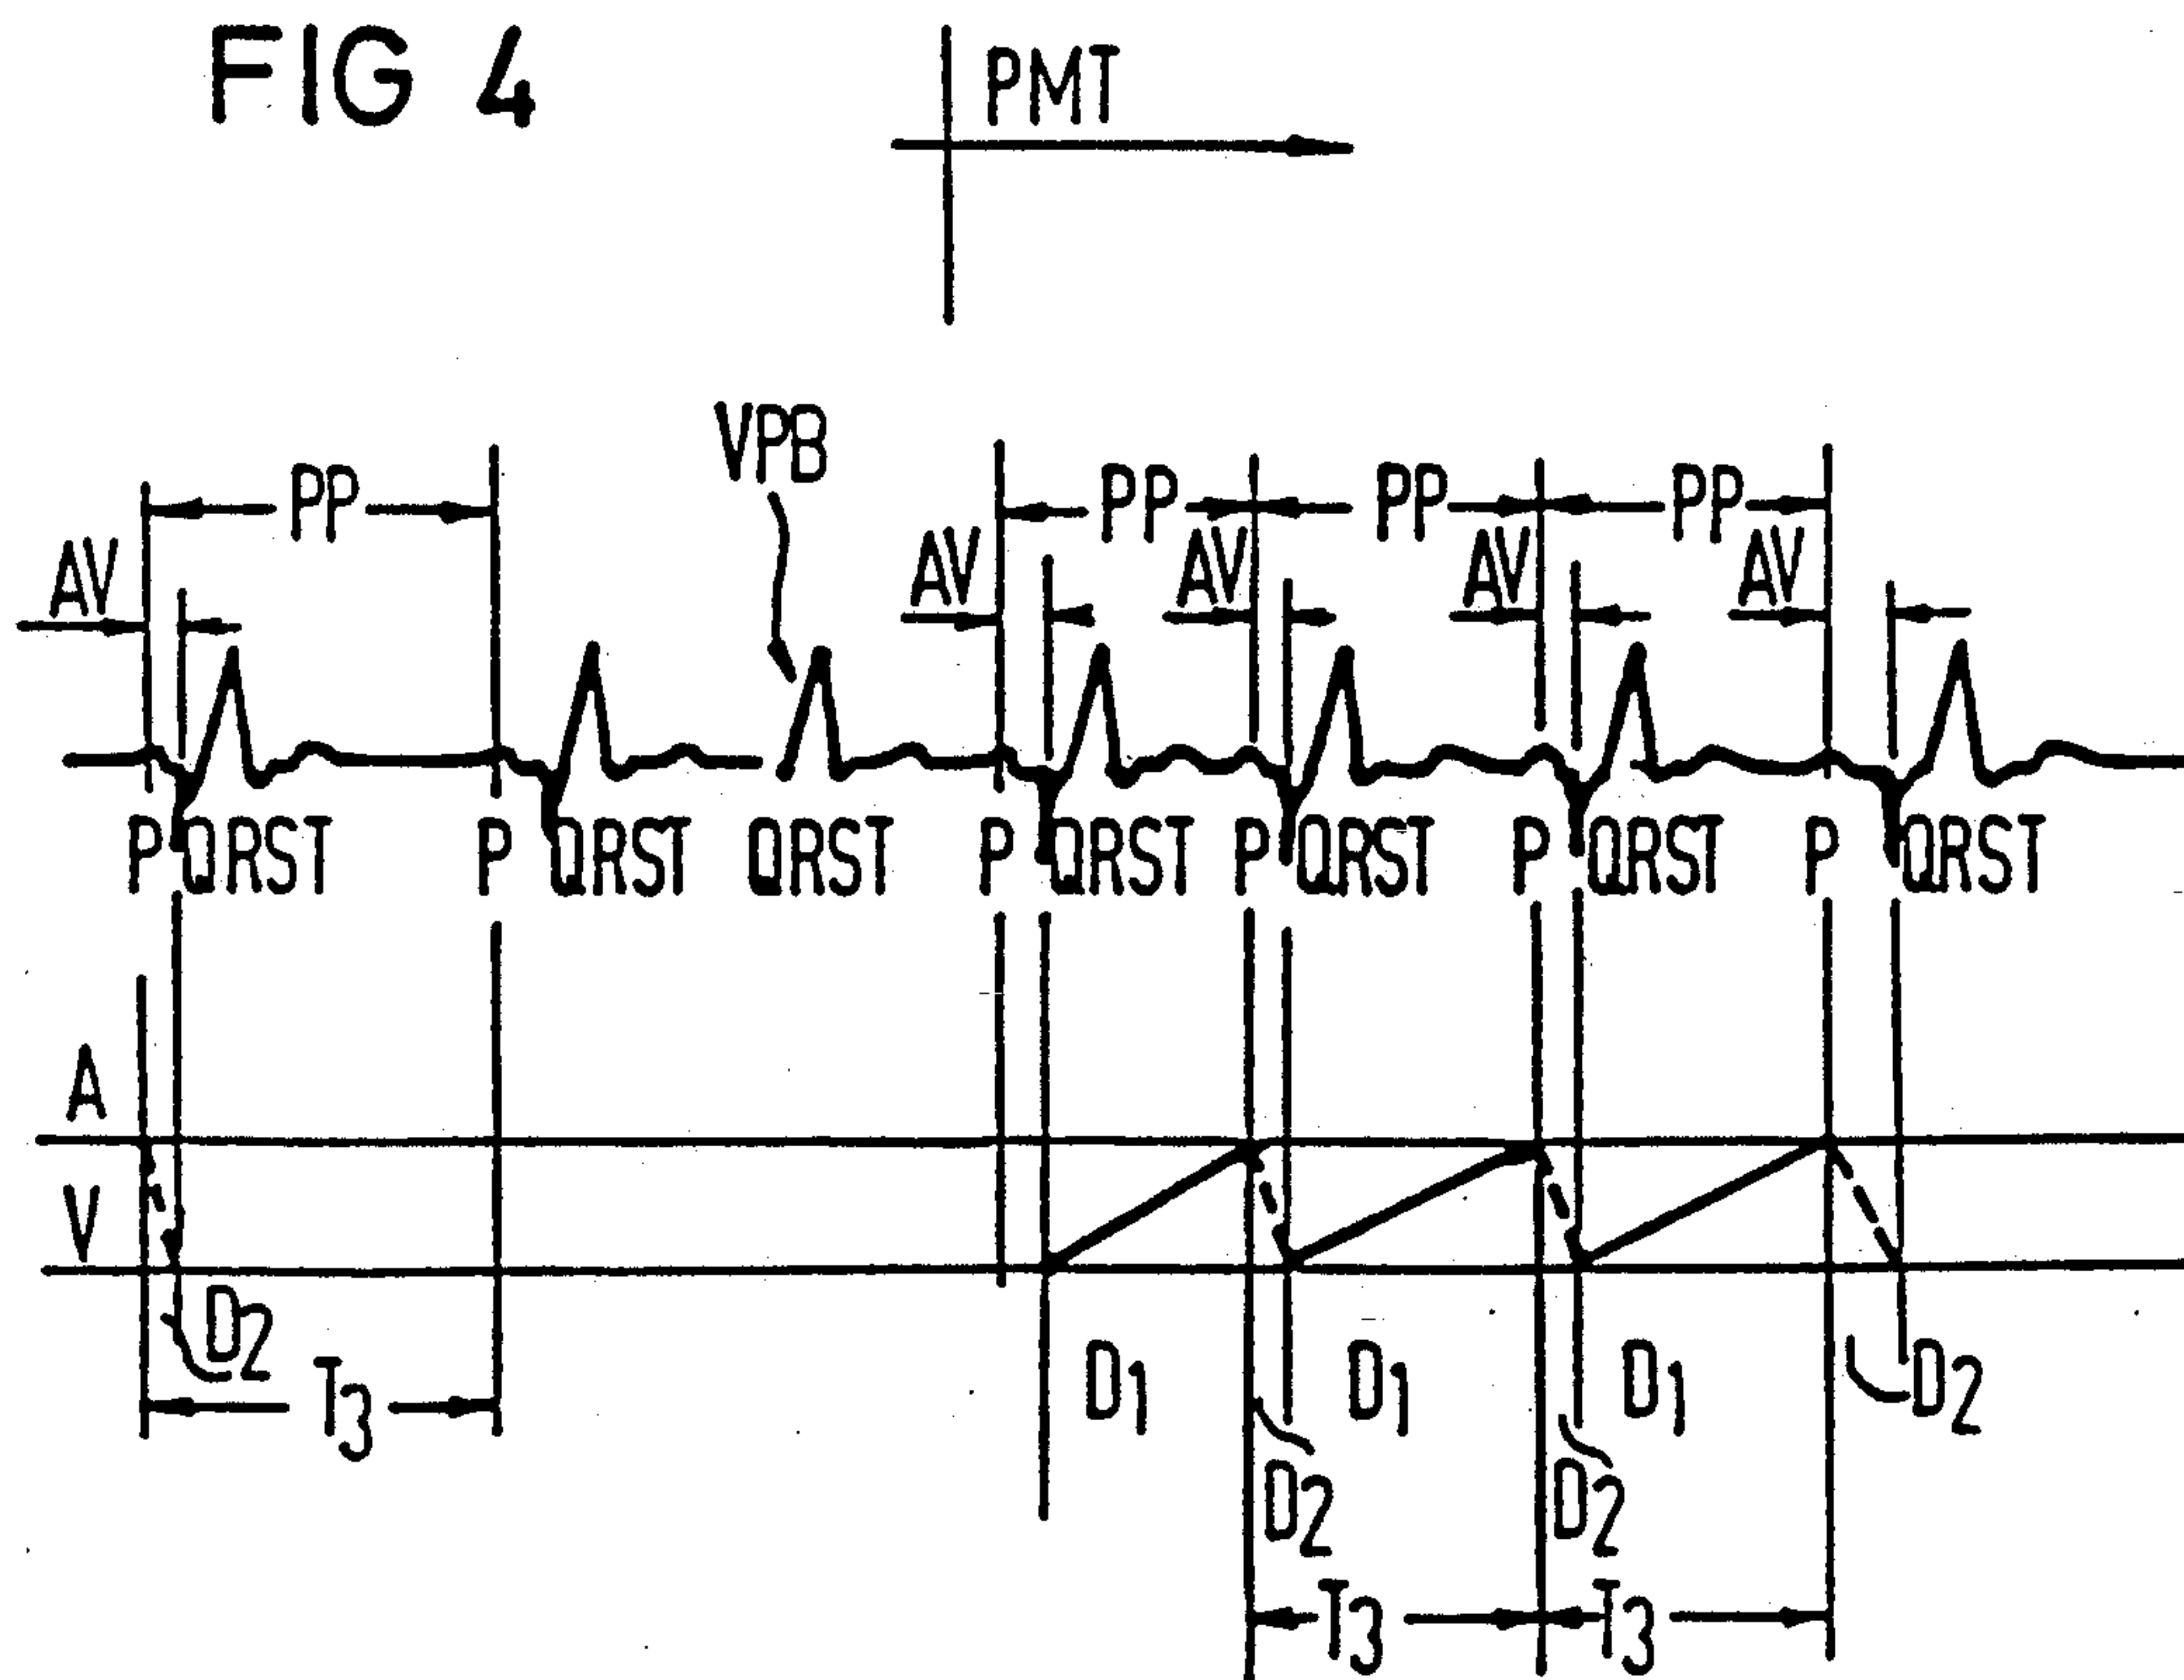 FIG 4
PMT
VPB
PP PP PP PP
AV AV AV AV AV
P QRST P QRST QRST P QRST P QRST P QRST P QRST
A
V
D2 D1 D1 D1 D2
T3
D2 D2
T3 T3